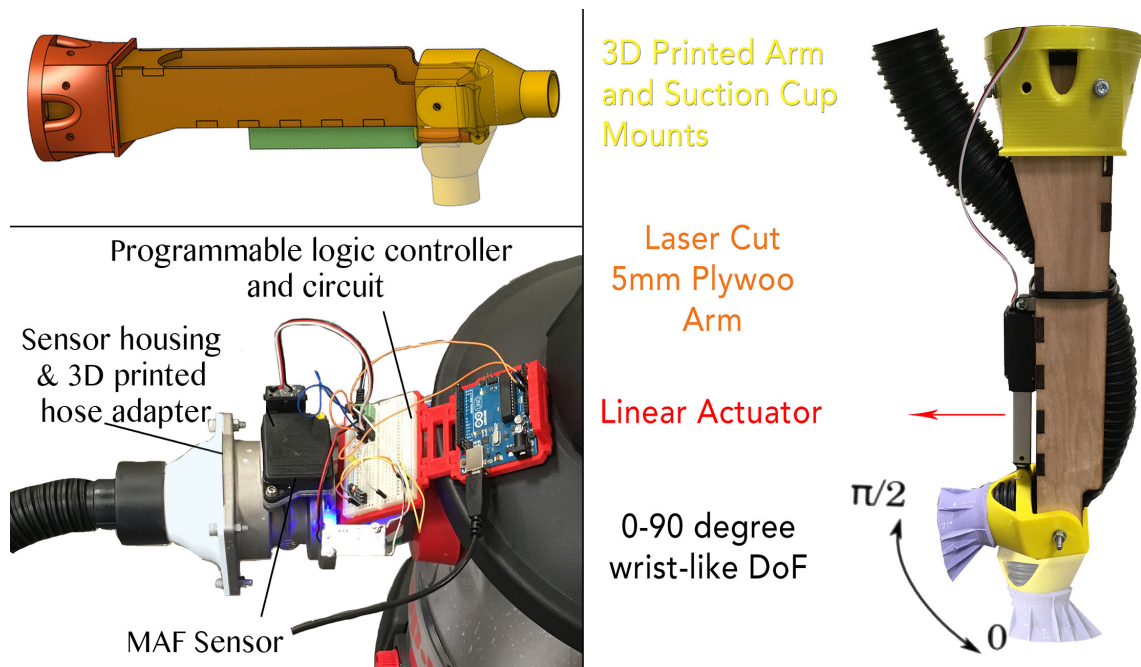 Programmable logic controller
and circuit
Sensor housing
& 3D printed
hose adapter
MAF Sensor
3D Printed Arm
and Suction Cup
Mounts
Laser Cut
5mm Plywoo
Arm
Linear Actuator
0-90 degree
wrist-like DoF
π/2
0